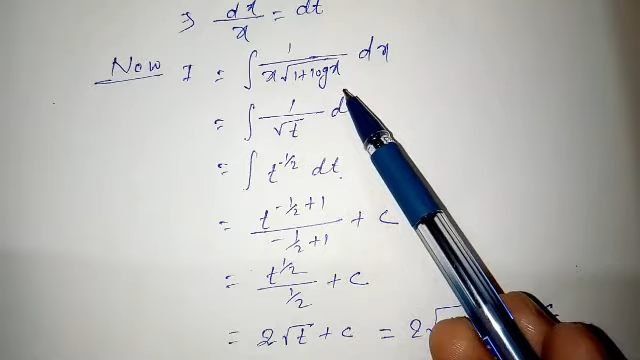 ⇒ dx/x = dt
Now I = ∫ 1/(x√(1+logx)) dx
= ∫ 1/√t d
= ∫ t^(-1/2) dt.
= t^(-1/2+1)/(-1/2+1) + c
= t^(1/2)/(1/2) + c
= 2√t + c = 2√